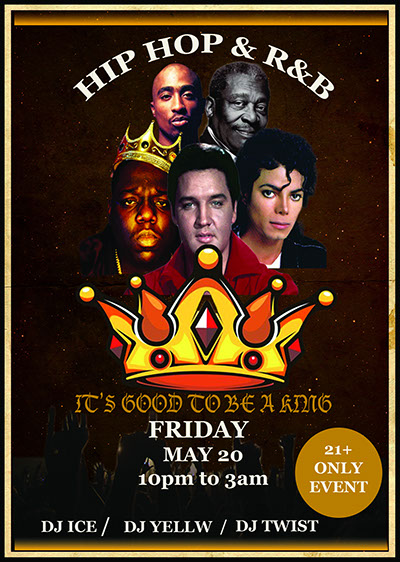 HIP HOP & R&B
IT'S GOOD TO BE A KING
FRIDAY
MAY 20
10pm to 3am
21+
ONLY
EVENT
DJ ICE / DJ YELLW / DJ TWIST